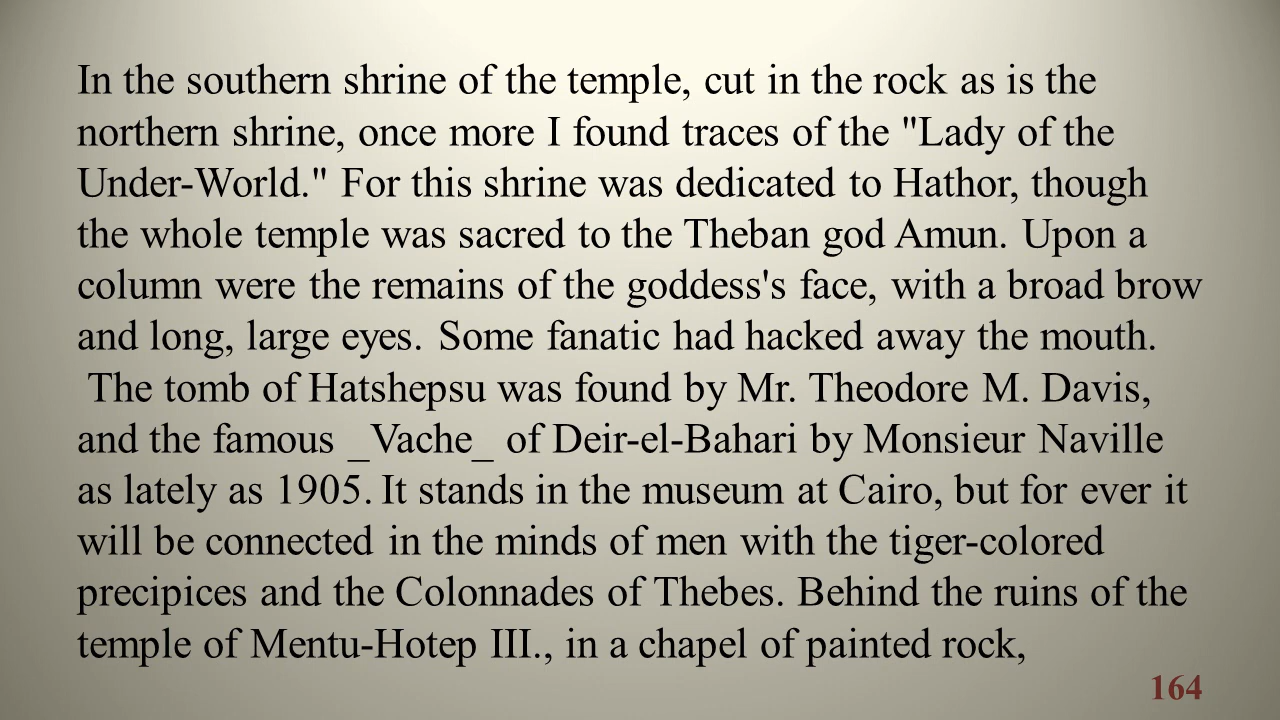 In the southern shrine of the temple, cut in the rock as is the
northern shrine, once more I found traces of the "Lady of the
Under-World." For this shrine was dedicated to Hathor, though
the whole temple was sacred to the Theban god Amun. Upon a
column were the remains of the goddess's face, with a broad brow
and long, large eyes. Some fanatic had hacked away the mouth.
The tomb of Hatshepsu was found by Mr. Theodore M. Davis,
and the famous _Vache_ of Deir-el-Bahari by Monsieur Naville
as lately as 1905. It stands in the museum at Cairo, but for ever it
will be connected in the minds of men with the tiger-colored
precipices and the Colonnades of Thebes. Behind the ruins of the
temple of Mentu-Hotep III., in a chapel of painted rock,
164